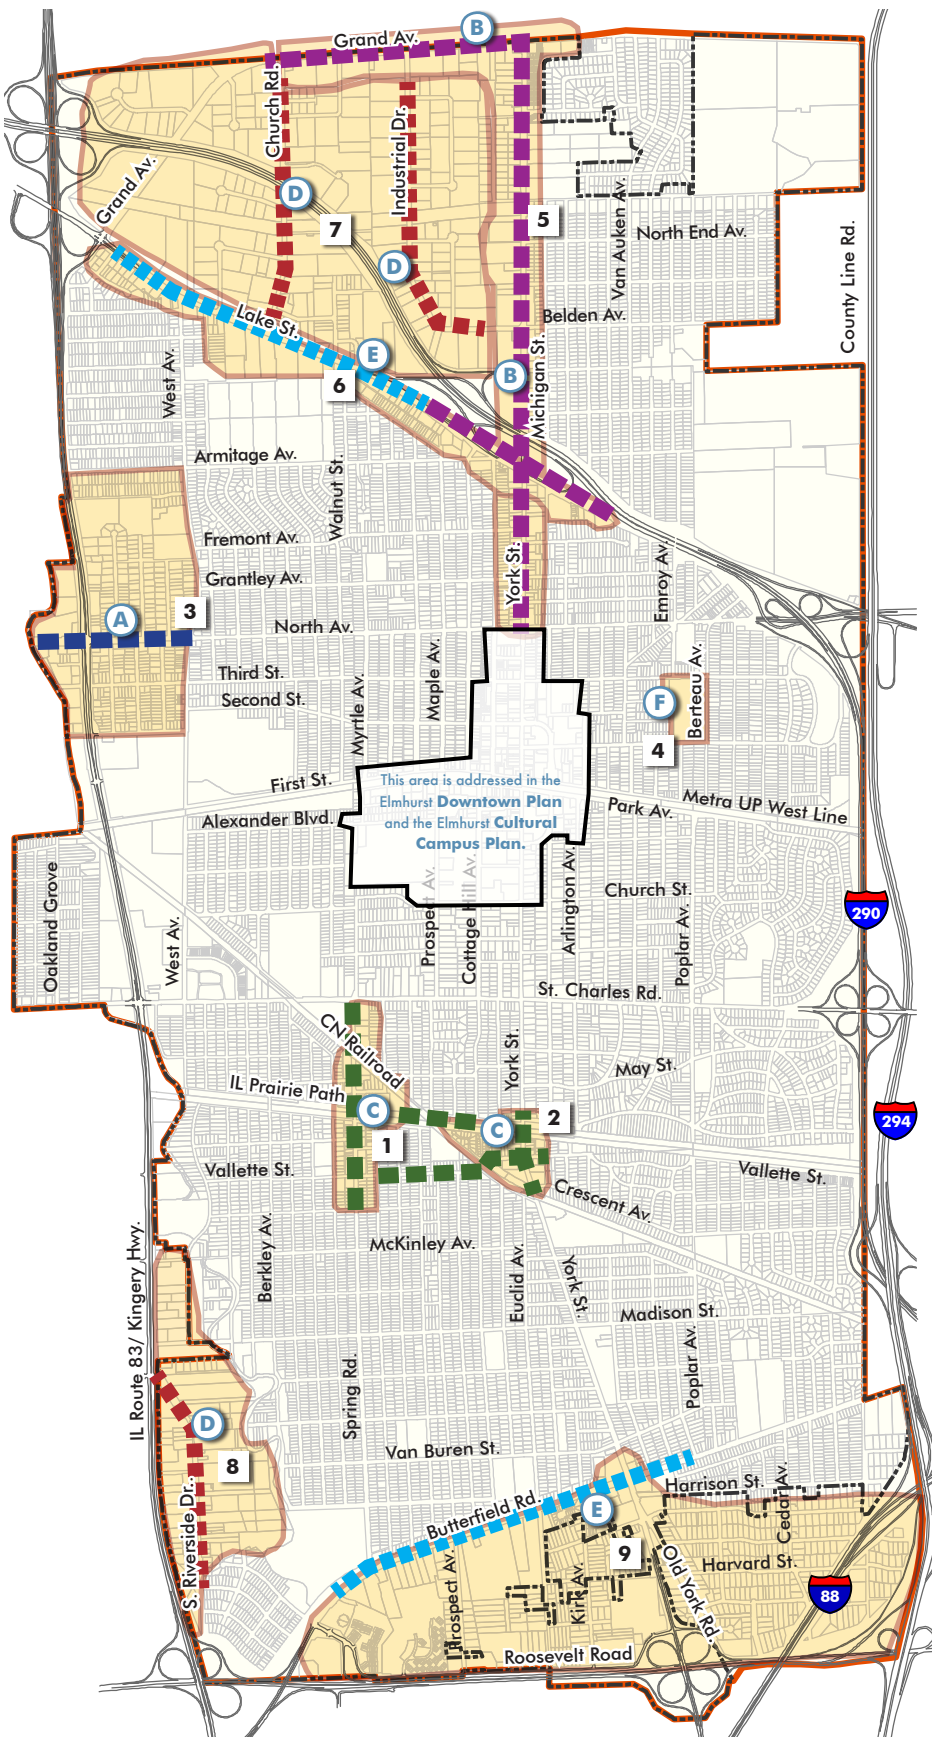 B
Grand Av.
Church Rd.
Industrial Dr.
Grand Av.
D
7
5
Van Auken Av.
North End Av.
County Line Rd.
D
Belden Av.
Lake St.
E
B
Michigan St.
6
West Av.
Armitage Av.
Walnut St.
Fremont Av.
Grantley Av.
York St.
Emroy Av.
A
3
North Av.
Third St.
Second St.
Myrtle Av.
Maple Av.
F
Berteau Av.
4
First St.
Alexander Blvd.
This area is addressed in the
Elmhurst Downtown Plan
and the Elmhurst Cultural
Campus Plan.
Park Av.
Metra UP West Line
Oakland Grove
West Av.
Prospect Av.
Cottage Hill Av.
Arlington Av.
Church St.
Poplar Av.
290
St. Charles Rd.
CN Railroad
York St.
May St.
IL Prairie Path
C
C
2
1
294
Vallette St.
Vallette St.
Crescent Av.
IL Route 83/ Kingery Hwy.
Berkley Av.
McKinley Av.
Euclid Av.
York St.
Madison St.
Poplar Av.
Spring Rd.
D
8
Van Buren St.
S. Riverside Dr.
Butterfield Rd.
E
Harrison St.
Cedar Av.
9
Harvard St.
Old York Rd.
88
Prospect Av.
Kirk Av.
Roosevelt Road